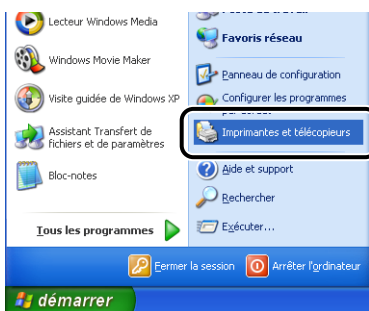 Lecteur Windows Media
Windows Movie Maker
Visite guidée de Windows XP
Assistant Transfert de
fichiers et de paramètres
Bloc-notes
Tous les programmes
Favoris réseau
Panneau de configuration
Configurer les programmes
Imprimantes et télécopieurs
Aide et support
Rechercher
Exécuter...
Fermer la session
Arrêter l'ordinateur
démarrer